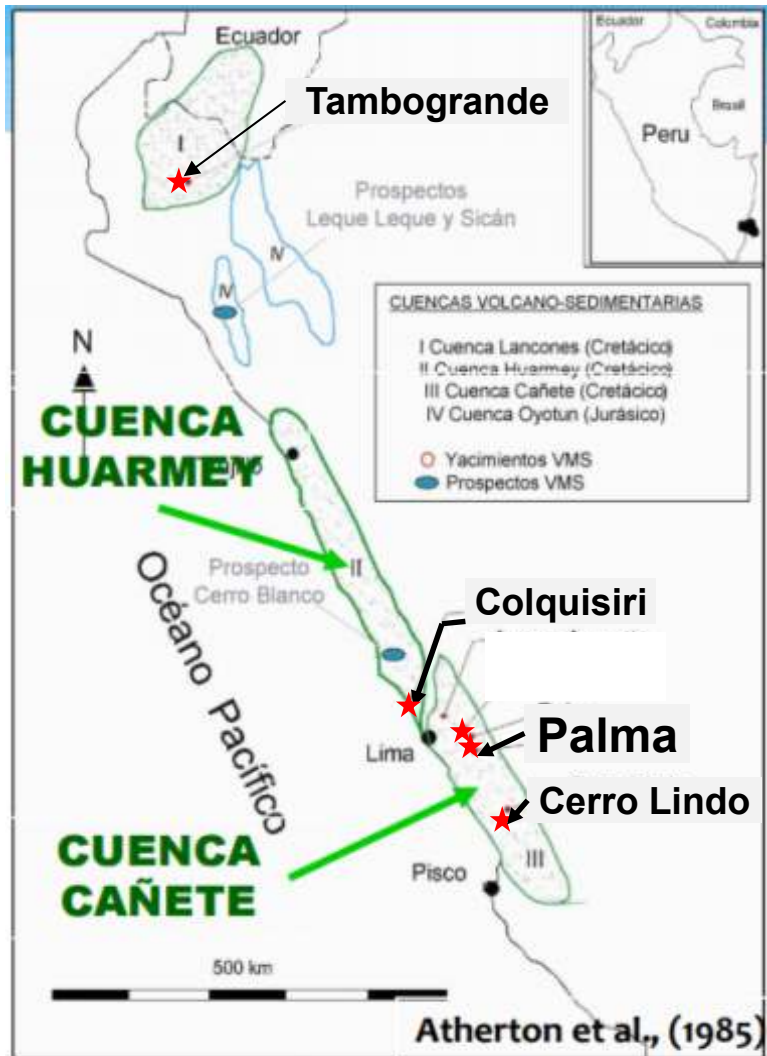 Ecuador
Tambogrande
I
Prospectos
Leque Leque y Sicán
IV
IV
Ecuador
Colombia
Brasil
Peru
CUENCAS VOLCANO-SEDIMENTARIAS
I Cuenca Lancones (Cretácico)
II Cuenca Huarmey (Cretácico)
III Cuenca Cañete (Cretácico)
IV Cuenca Oyotun (Jurásico)
Yacimientos VMS
Prospectos VMS
N
CUENCA
HUARMEY
II
Océano Pacífico
Prospecto
Cerro Blanco
Colquisiri
Lima
Palma
Cerro Lindo
CUENCA
CAÑETE
III
Pisco
500 km
Atherton et al., (1985)